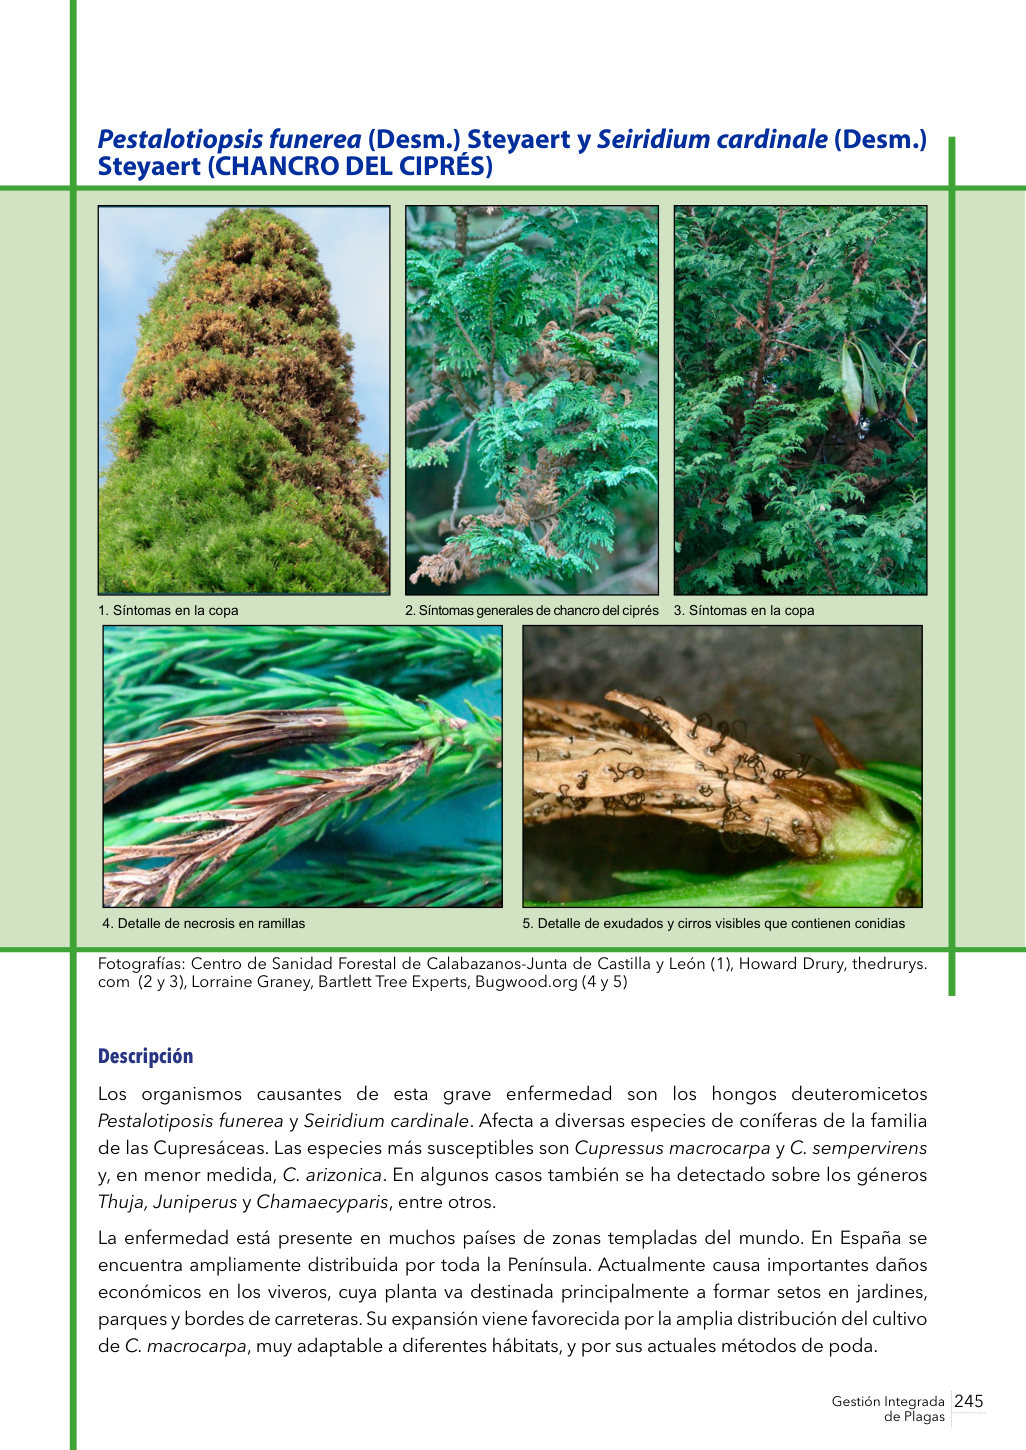 Pestalotiopsis funerea (Desm.) Steyaert y Seiridium cardinale (Desm.)
Steyaert (CHANCRO DEL CIPRÉS)
1. Síntomas en la copa
2. Síntomas generales de chancro del ciprés
3. Síntomas en la copa
4. Detalle de necrosis en ramillas
5. Detalle de exudados y cirros visibles que contienen conidias
Fotografías: Centro de Sanidad Forestal de Calabazanos-Junta de Castilla y León (1), Howard Drury, thedrurys.
com (2 y 3), Lorraine Graney, Bartlett Tree Experts, Bugwood.org (4 y 5)
Descripción
Los organismos causantes de esta grave enfermedad son los hongos deuteromicetos
Pestalotiposis funerea y Seiridium cardinale. Afecta a diversas especies de coníferas de la familia
de las Cupresáceas. Las especies más susceptibles son Cupressus macrocarpa y C. sempervirens
y, en menor medida, C. arizonica. En algunos casos también se ha detectado sobre los géneros
Thuja, Juniperus y Chamaecyparis, entre otros.
La enfermedad está presente en muchos países de zonas templadas del mundo. En España se
encuentra ampliamente distribuida por toda la Península. Actualmente causa importantes daños
económicos en los viveros, cuya planta va destinada principalmente a formar setos en jardines,
parques y bordes de carreteras. Su expansión viene favorecida por la amplia distribución del cultivo
de C. macrocarpa, muy adaptable a diferentes hábitats, y por sus actuales métodos de poda.
Gestión Integrada
de Plagas
245